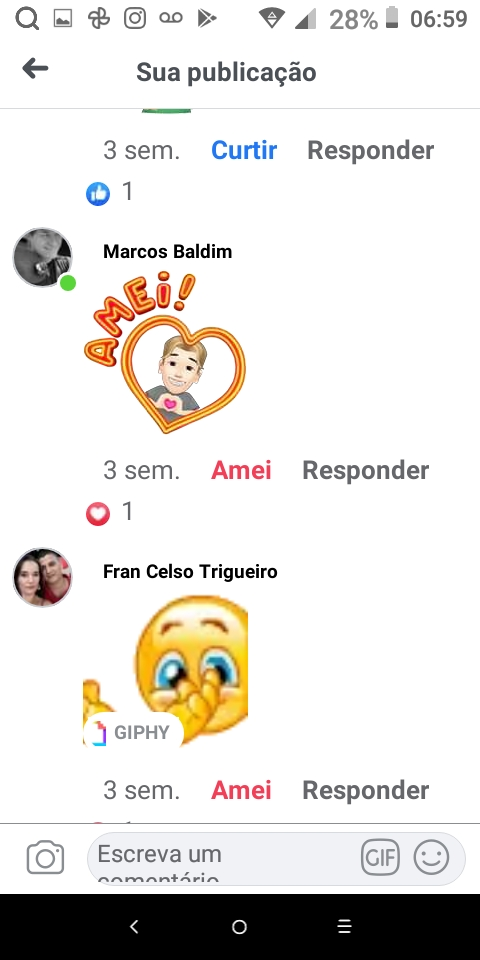 28% 06:59
Sua publicação
3 sem. Curtir Responder
1
Marcos Baldim
AMEI!
3 sem. Amei Responder
1
Fran Celso Trigueiro
GIPHY
3 sem. Amei Responder
Escreva um
comentário
GIF